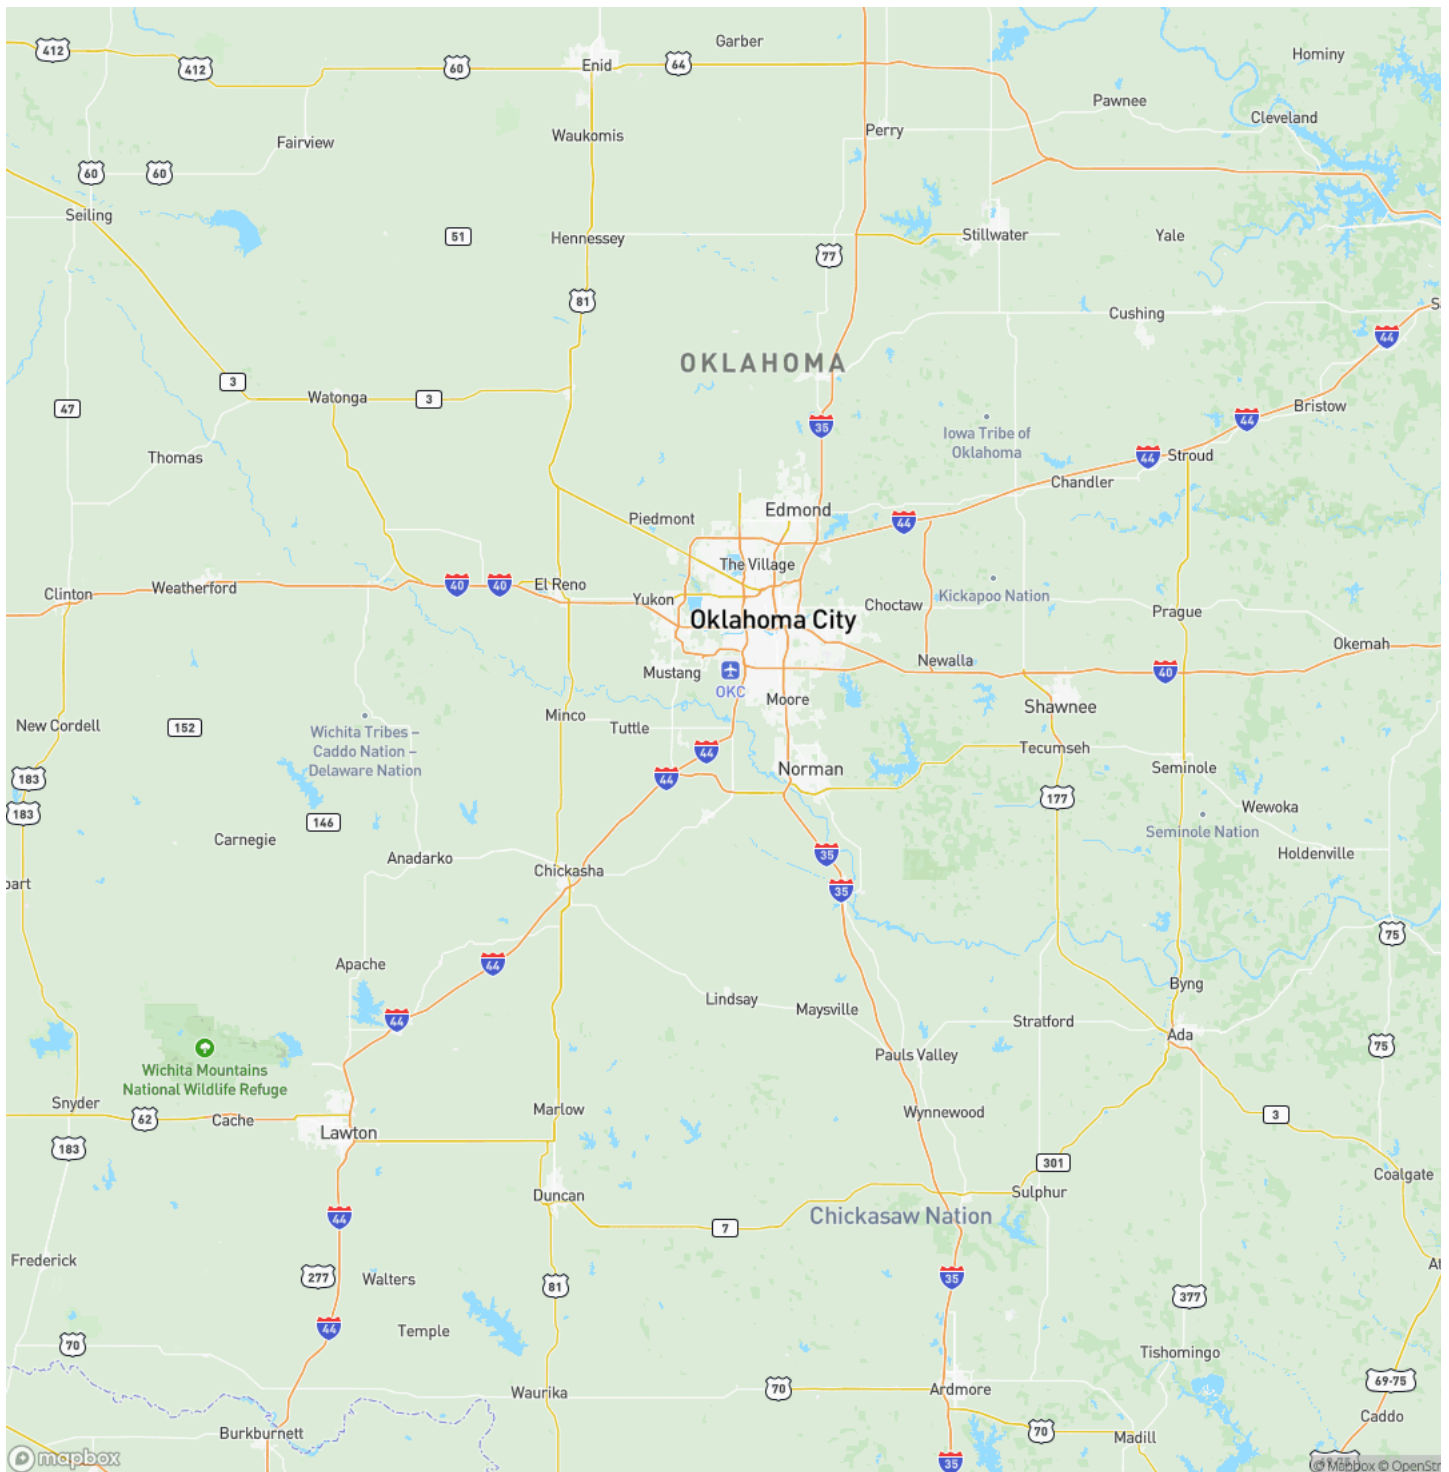 Garber
Hominy
412
412
60
Enid
64
Pawnee
Cleveland
Perry
Waukomis
Fairview
60
60
Seiling
51
Hennessey
77
Stillwater
Yale
81
Cushing
44
OKLAHOMA
3
Watonga
3
47
35
44
Bristow
Iowa Tribe of
Oklahoma
Thomas
44
Stroud
Chandler
Edmond
Piedmont
44
The Village
Clinton
Weatherford
40
40
El Reno
Yukon
Choctaw
Kickapoo Nation
Prague
Oklahoma City
Okemah
Newalla
40
Mustang
OKC
Moore
Shawnee
New Cordell
152
Minco
Tuttle
Wichita Tribes –
Caddo Nation –
Delaware Nation
44
Tecumseh
183
44
Norman
Seminole
183
146
177
Wewoka
Seminole Nation
Carnegie
Anadarko
35
Holdenville
Chickasha
35
part
75
44
Apache
Byng
Lindsay
Maysville
44
Stratford
Ada
75
Pauls Valley
Wichita Mountains
National Wildlife Refuge
Snyder
62
Cache
Marlow
Wynnewood
3
Lawton
183
301
Coalgate
Duncan
Sulphur
44
Chickasaw Nation
7
Frederick
277
Walters
81
35
377
At
44
Temple
70
Tishomingo
69-75
Waurika
70
Ardmore
Caddo
Burkburnett
70
Madill
mapbox
35
© Mapbox © OpenStr